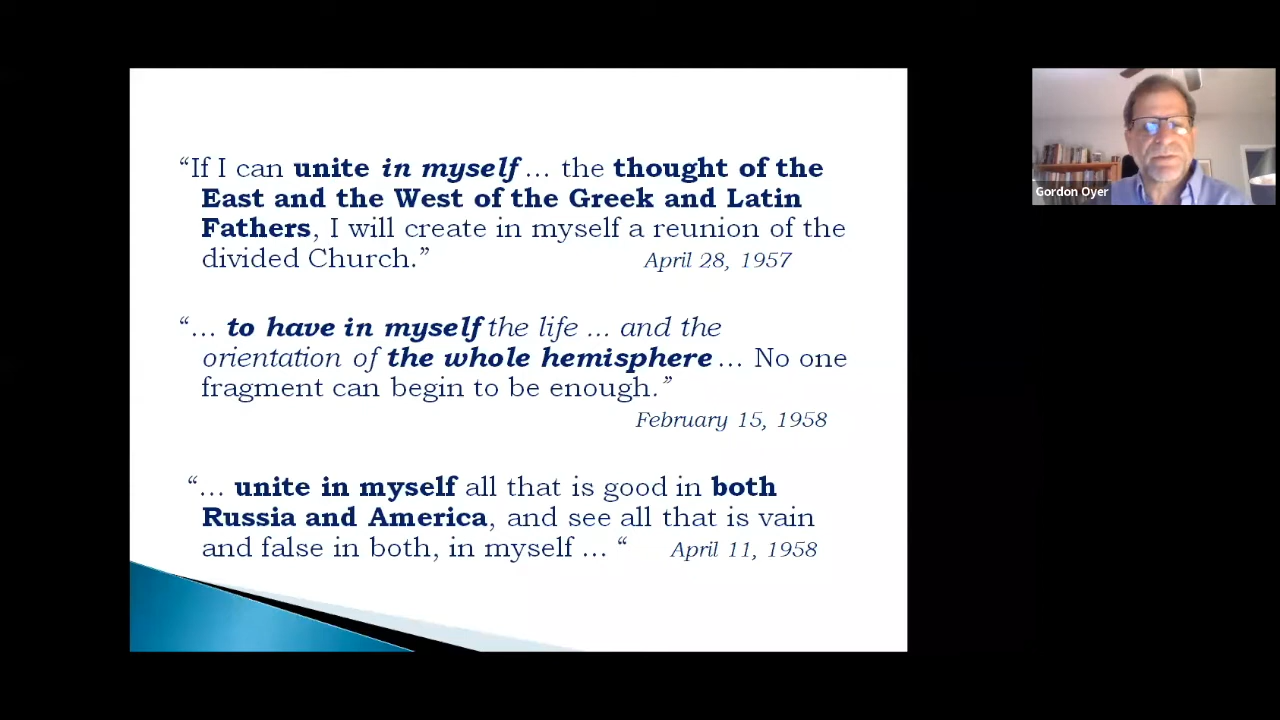 “If I can unite in myself… the thought of the
East and the West of the Greek and Latin
Fathers, I will create in myself a reunion of the
divided Church.” April 28, 1957
“… to have in myself the life … and the
orientation of the whole hemisphere… No one
fragment can begin to be enough.”
February 15, 1958
“… unite in myself all that is good in both
Russia and America, and see all that is vain
and false in both, in myself … “ April 11, 1958
Gordon Oyer